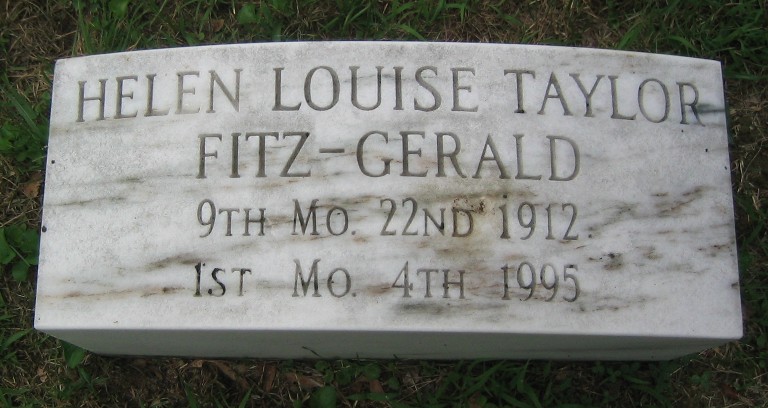 HELEN LOUISE TAYLOR
FITZ-GERALD
9TH MO. 22ND 1912.
1ST MO. 4TH 1995